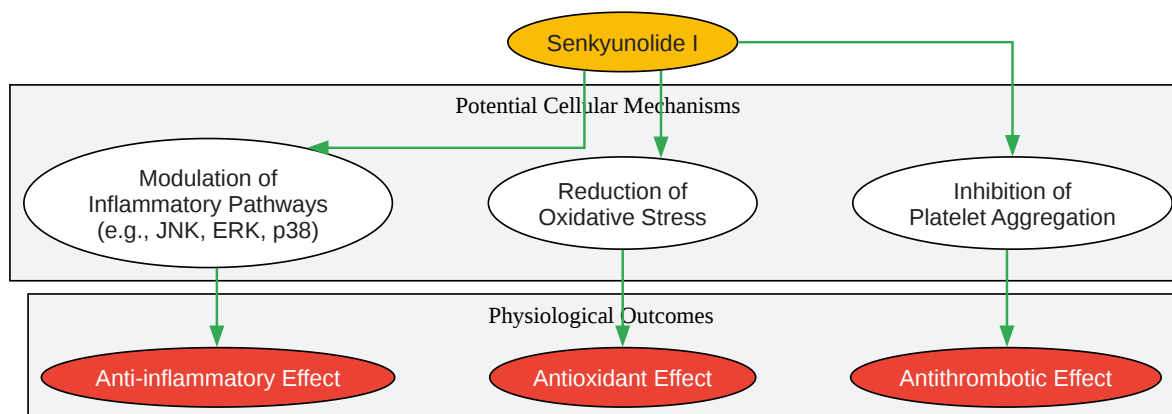 Senkyunolide I
Potential Cellular Mechanisms
Modulation of
Inflammatory Pathways
(e.g., JNK, ERK, p38)
Reduction of
Oxidative Stress
Inhibition of
Platelet Aggregation
Physiological Outcomes
Anti-inflammatory Effect
Antioxidant Effect
Antithrombotic Effect